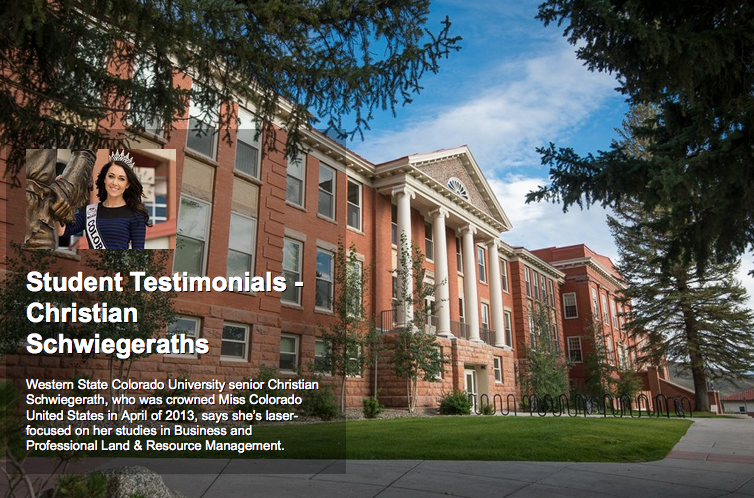 COLOR
Student Testimonials -
Christian
Schwiegeraths
Western State Colorado University senior Christian
Schwiegerath, who was crowned Miss Colorado
United States in April of 2013, says she's laser-
focused on her studies in Business and
Professional Land & Resource Management.